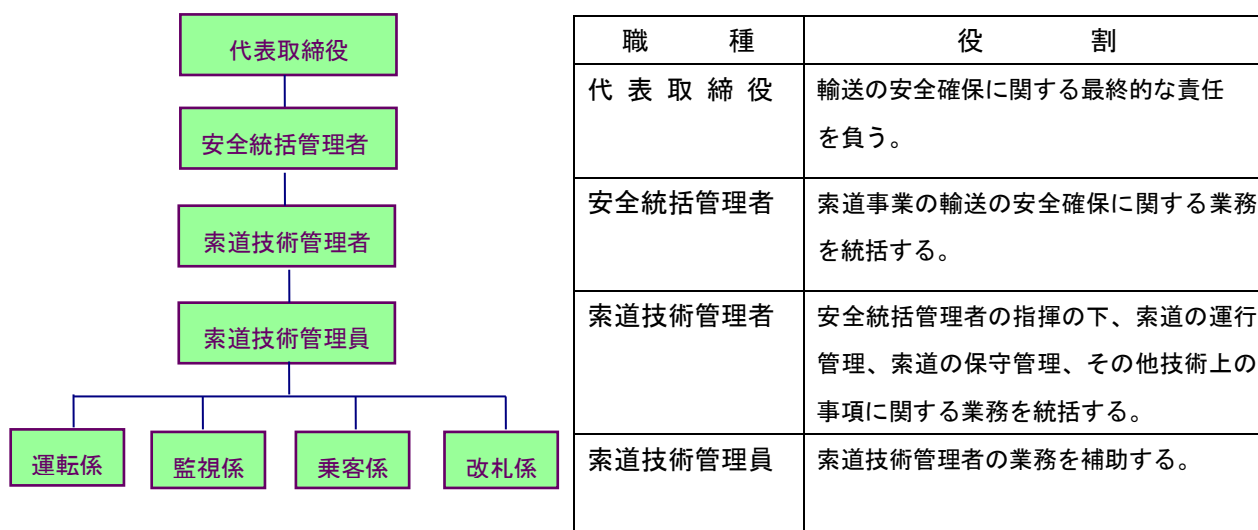 代表取締役
安全統括管理者
索道技術管理者
索道技術管理員
運転係 監視係 乗客係 改札係
職 種 役 割
代表取締役 輸送の安全確保に関する最終的な責任
を負う。
安全統括管理者 索道事業の輸送の安全確保に関する業務
を統括する。
索道技術管理者 安全統括管理者の指揮の下、索道の運行
管理、索道の保守管理、その他技術上の
事項に関する業務を統括する。
索道技術管理員 索道技術管理者の業務を補助する。